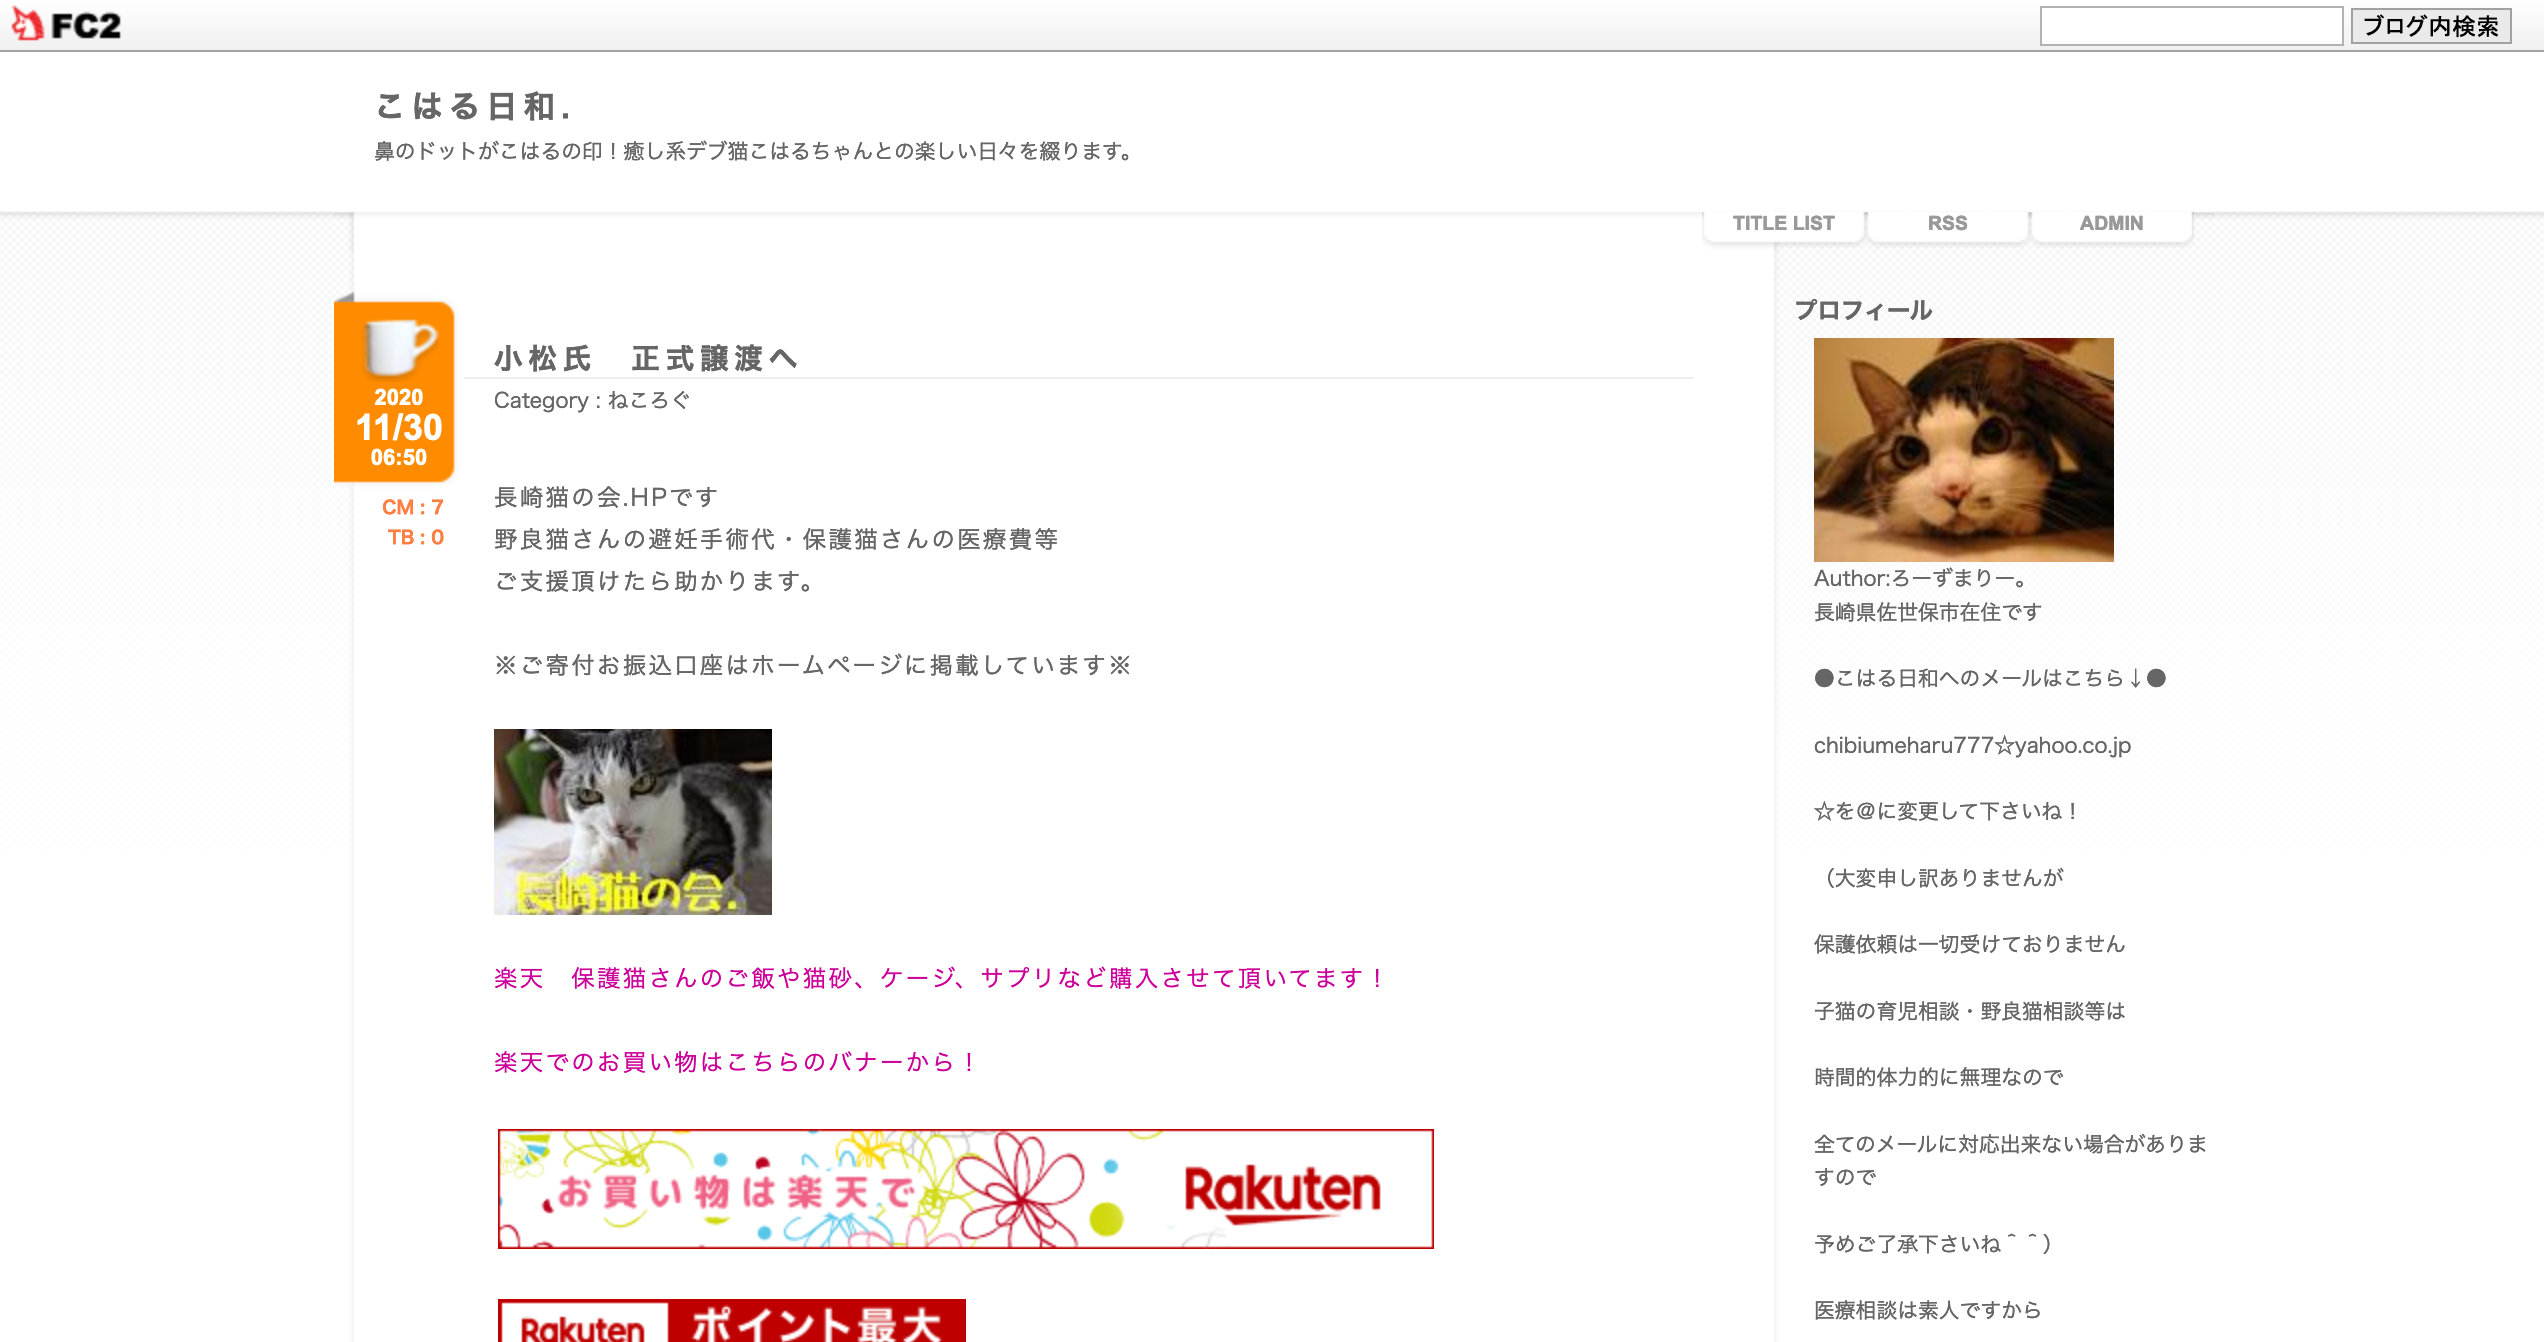 FC2
ブログ内検索
こはる日和.
鼻のドットがこはるの印！癒し系デブ猫こはるちゃんとの楽しい日々を綴ります。
TITLE LIST
RSS
ADMIN
2020
11/30
06:50
CM : 7
TB : 0
小松氏　正式譲渡へ
Category : ねころぐ
長崎猫の会.HPです
野良猫さんの避妊手術代・保護猫さんの医療費等
ご支援頂けたら助かります。
※ご寄付お振込口座はホームページに掲載しています※
長崎猫の会.
楽天　保護猫さんのご飯や猫砂、ケージ、サプリなど購入させて頂いてます！
楽天でのお買い物はこちらのバナーから！
お買い物は楽天で
Rakuten
Rakuten
ポイント最大
プロフィール
Author:ろーずまりー。
長崎県佐世保市在住です
●こはる日和へのメールはこちら↓●
chibiumeharu777☆yahoo.co.jp
☆を＠に変更して下さいね！
（大変申し訳ありませんが
保護依頼は一切受けておりません
子猫の育児相談・野良猫相談等は
時間的体力的に無理なので
全てのメールに対応出来ない場合がありま
すので
予めご了承下さいね＾＾）
医療相談は素人ですから